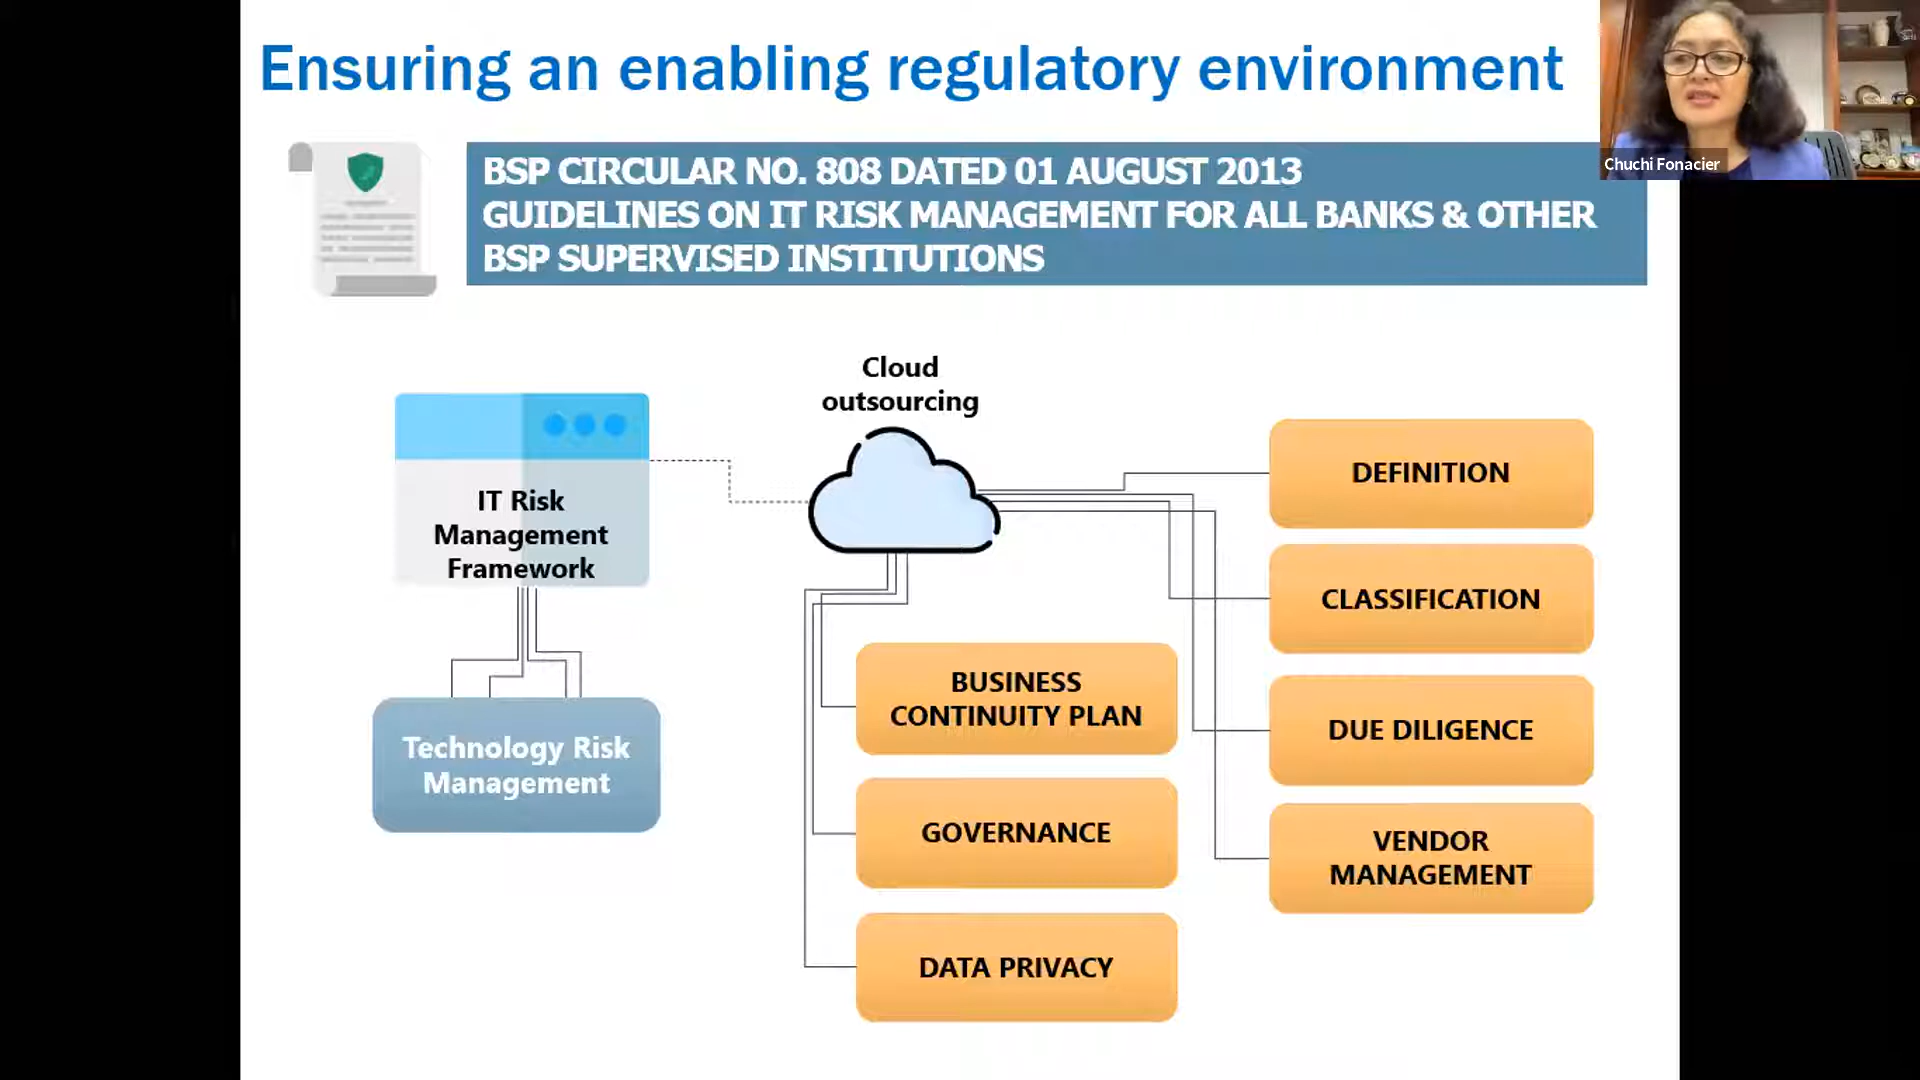 Ensuring an enabling regulatory environment
Chuchi Fonacier
BSP CIRCULAR NO. 808 DATED 01 AUGUST 2013
GUIDELINES ON IT RISK MANAGEMENT FOR ALL BANKS & OTHER
BSP SUPERVISED INSTITUTIONS
Cloud
outsourcing
IT Risk
Management
Framework
Technology Risk
Management
BUSINESS
CONTINUITY PLAN
GOVERNANCE
DATA PRIVACY
DEFINITION
CLASSIFICATION
DUE DILIGENCE
VENDOR
MANAGEMENT